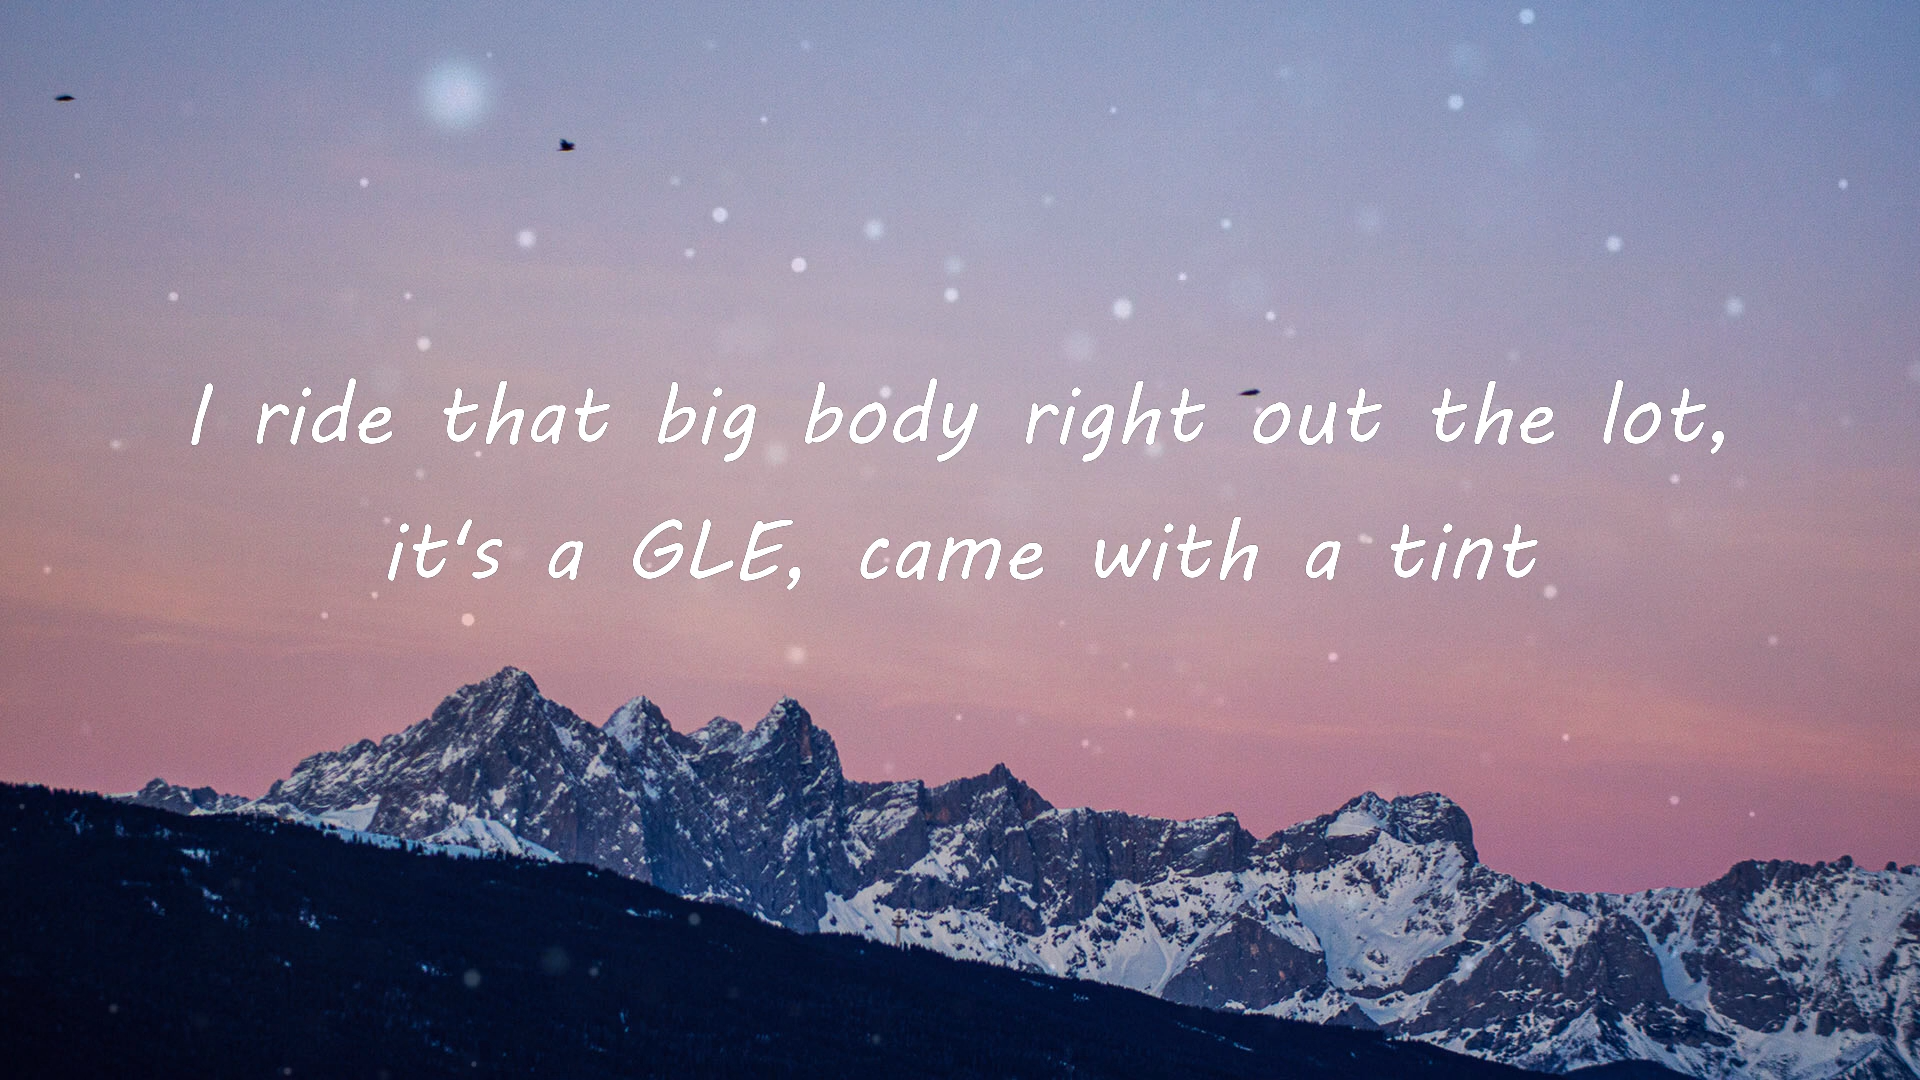 I ride that big body right out the lot,
it's a GLE, came with a tint